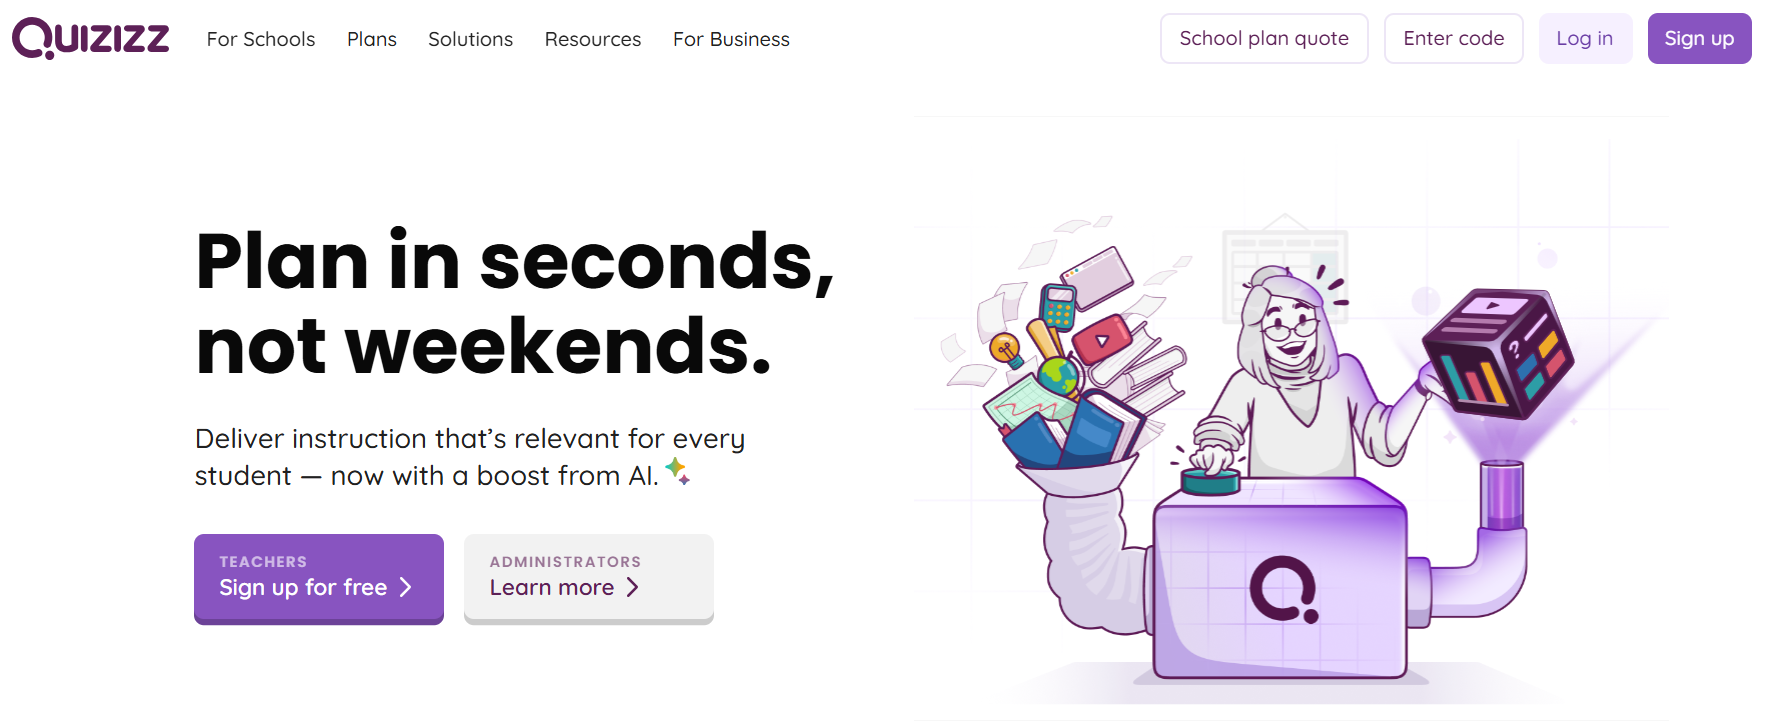 QUIZIZZ
For Schools
Plans
Solutions
Resources
For Business
School plan quote
Enter code
Log in
Sign up
Plan in seconds,
not weekends.
Deliver instruction that’s relevant for every
student — now with a boost from AI.
TEACHERS
Sign up for free
ADMINISTRATORS
Learn more
?
Q